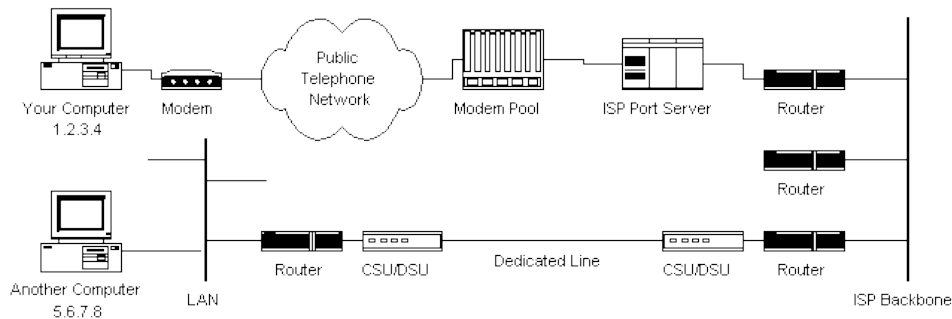 Public
Telephone
Network
Your Computer
1.2.3.4
Modem
Modem Pool
ISP Port Server
Router
Router
Another Computer
5.6.7.8
LAN
Router
CSU/DSU
Dedicated Line
CSU/DSU
Router
ISP Backbone